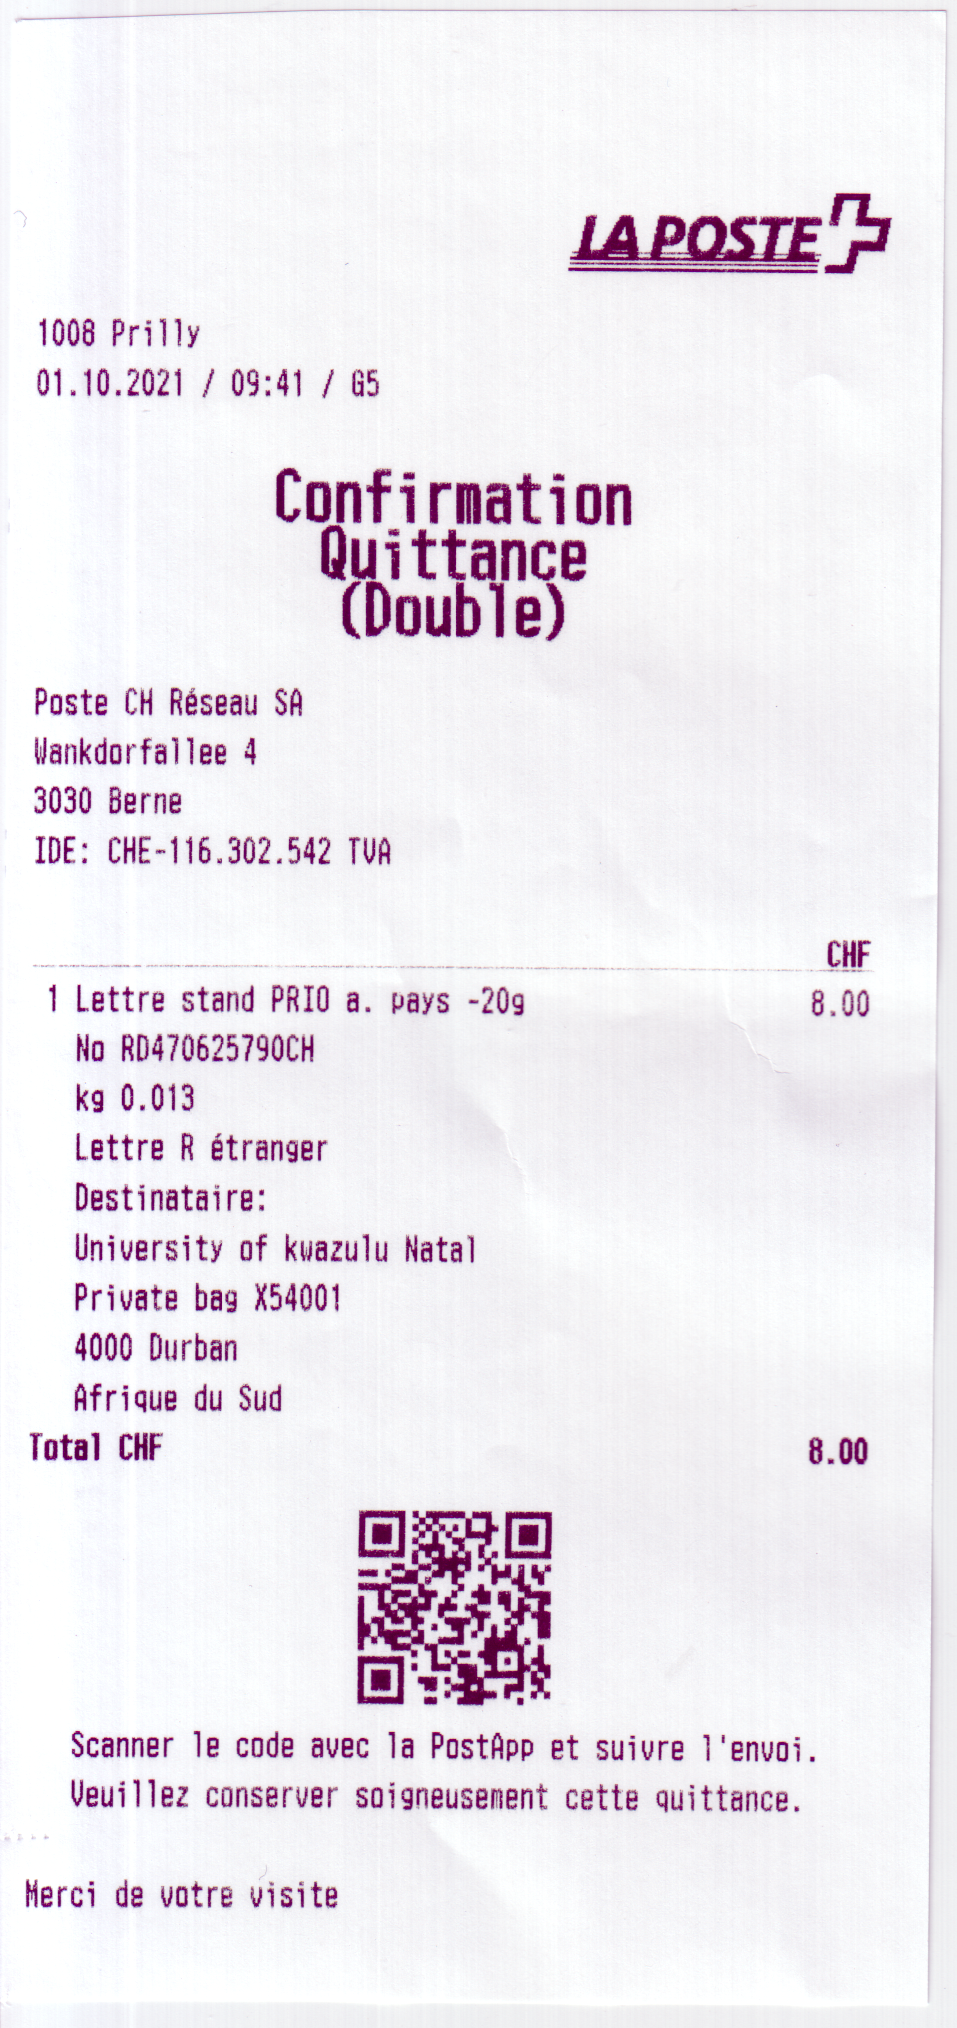 LA POSTE
1008 Prilly
01.10.2021 / 09:41 / G5
Confirmation
Quittance
(Double)
Poste CH Réseau SA
Wankdorfallee 4
3030 Berne
IDE: CHE-116.302.542 TVA
CHF
1 Lettre stand PRIO a. pays -20g 8.00
No RD470625790CH
kg 0.013
Lettre R étranger
Destinataire:
University of kwazulu Natal
Private bag X54001
4000 Durban
Afrique du Sud
Total CHF 8.00
Scanner le code avec la PostApp et suivre l'envoi.
Veuillez conserver soigneusement cette quittance.
Merci de votre visite